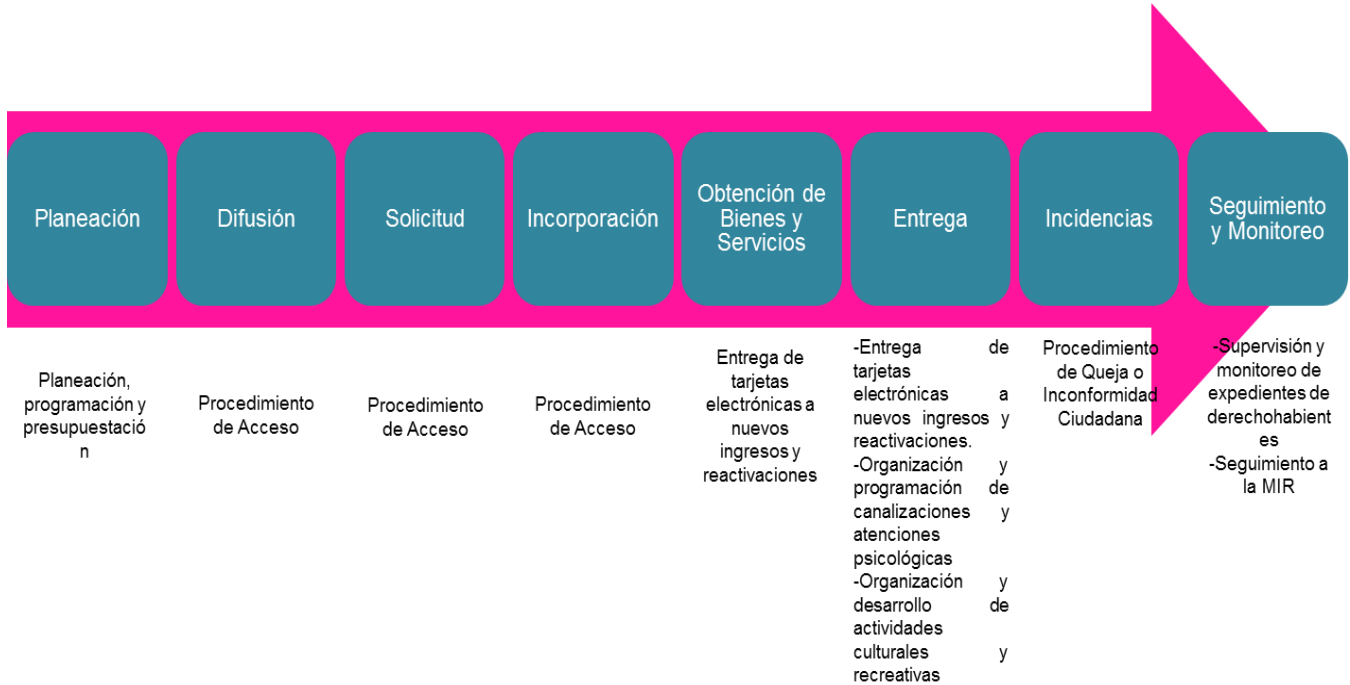 Planeación
Difusión
Solicitud
Incorporación
Obtención de
Bienes y
Servicios
Entrega
Incidencias
Seguimiento
y Monitoreo
Planeación,
programación y
presupuestació
n
Procedimiento
de Acceso
Procedimiento
de Acceso
Procedimiento
de Acceso
Entrega de
tarjetas
electrónicas a
nuevos
ingresos y
reactivaciones
-Entrega de
tarjetas
electrónicas a
nuevos ingresos y
reactivaciones.
-Organización y
programación de
canalizaciones y
atenciones
psicológicas
-Organización y
desarrollo de
actividades
culturales y
recreativas
Procedimiento
de Queja o
Inconformidad
Ciudadana
-Supervisión y
monitoreo de
expedientes de
derechohabient
es
-Seguimiento a
la MIR